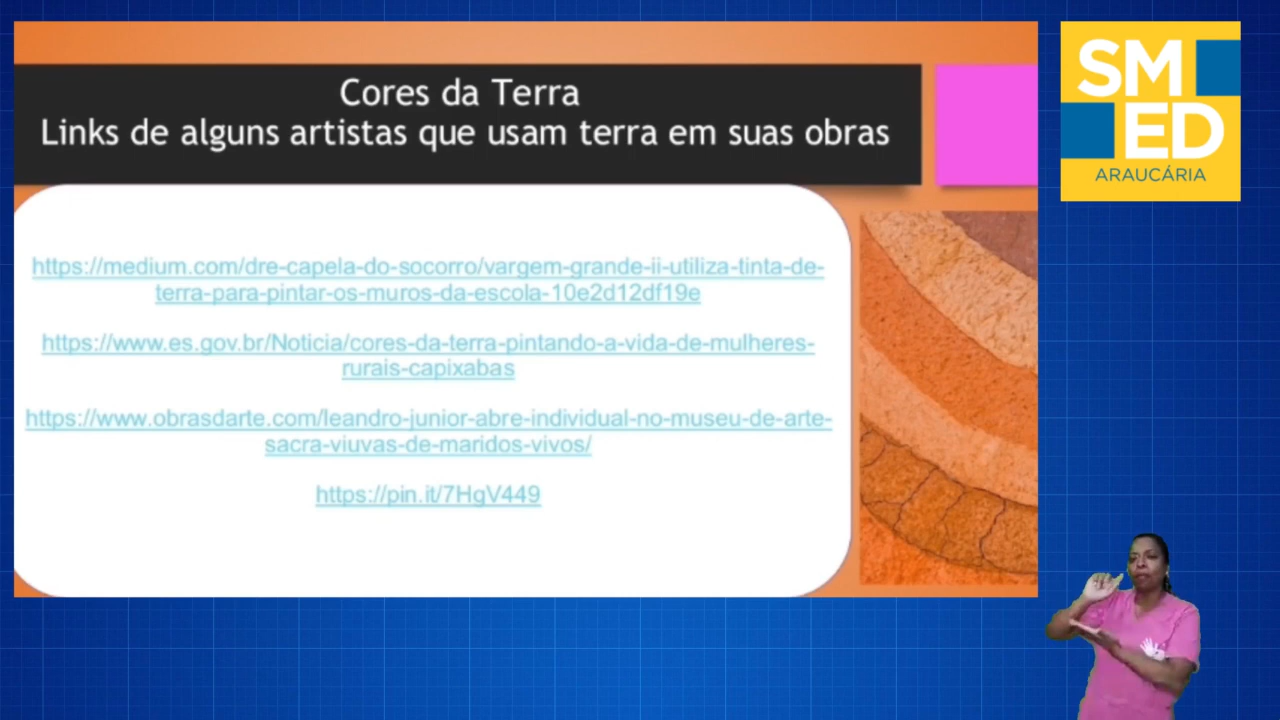 Cores da Terra
Links de alguns artistas que usam terra em suas obras
https://medium.com/dre-capela-do-socorro/vargem-grande-ii-utiliza-tinta-de-
terra-para-pintar-os-muros-da-escola-10e2d12df19e
https://www.es.gov.br/Noticia/cores-da-terra-pintando-a-vida-de-mulheres-
rurais-capixabas
https://www.obrasdarte.com/leandro-junior-abre-individual-no-museu-de-arte-
sacra-viuvas-de-maridos-vivos/
https://pin.it/7HgV449
SM
ED
ARAUCÁRIA